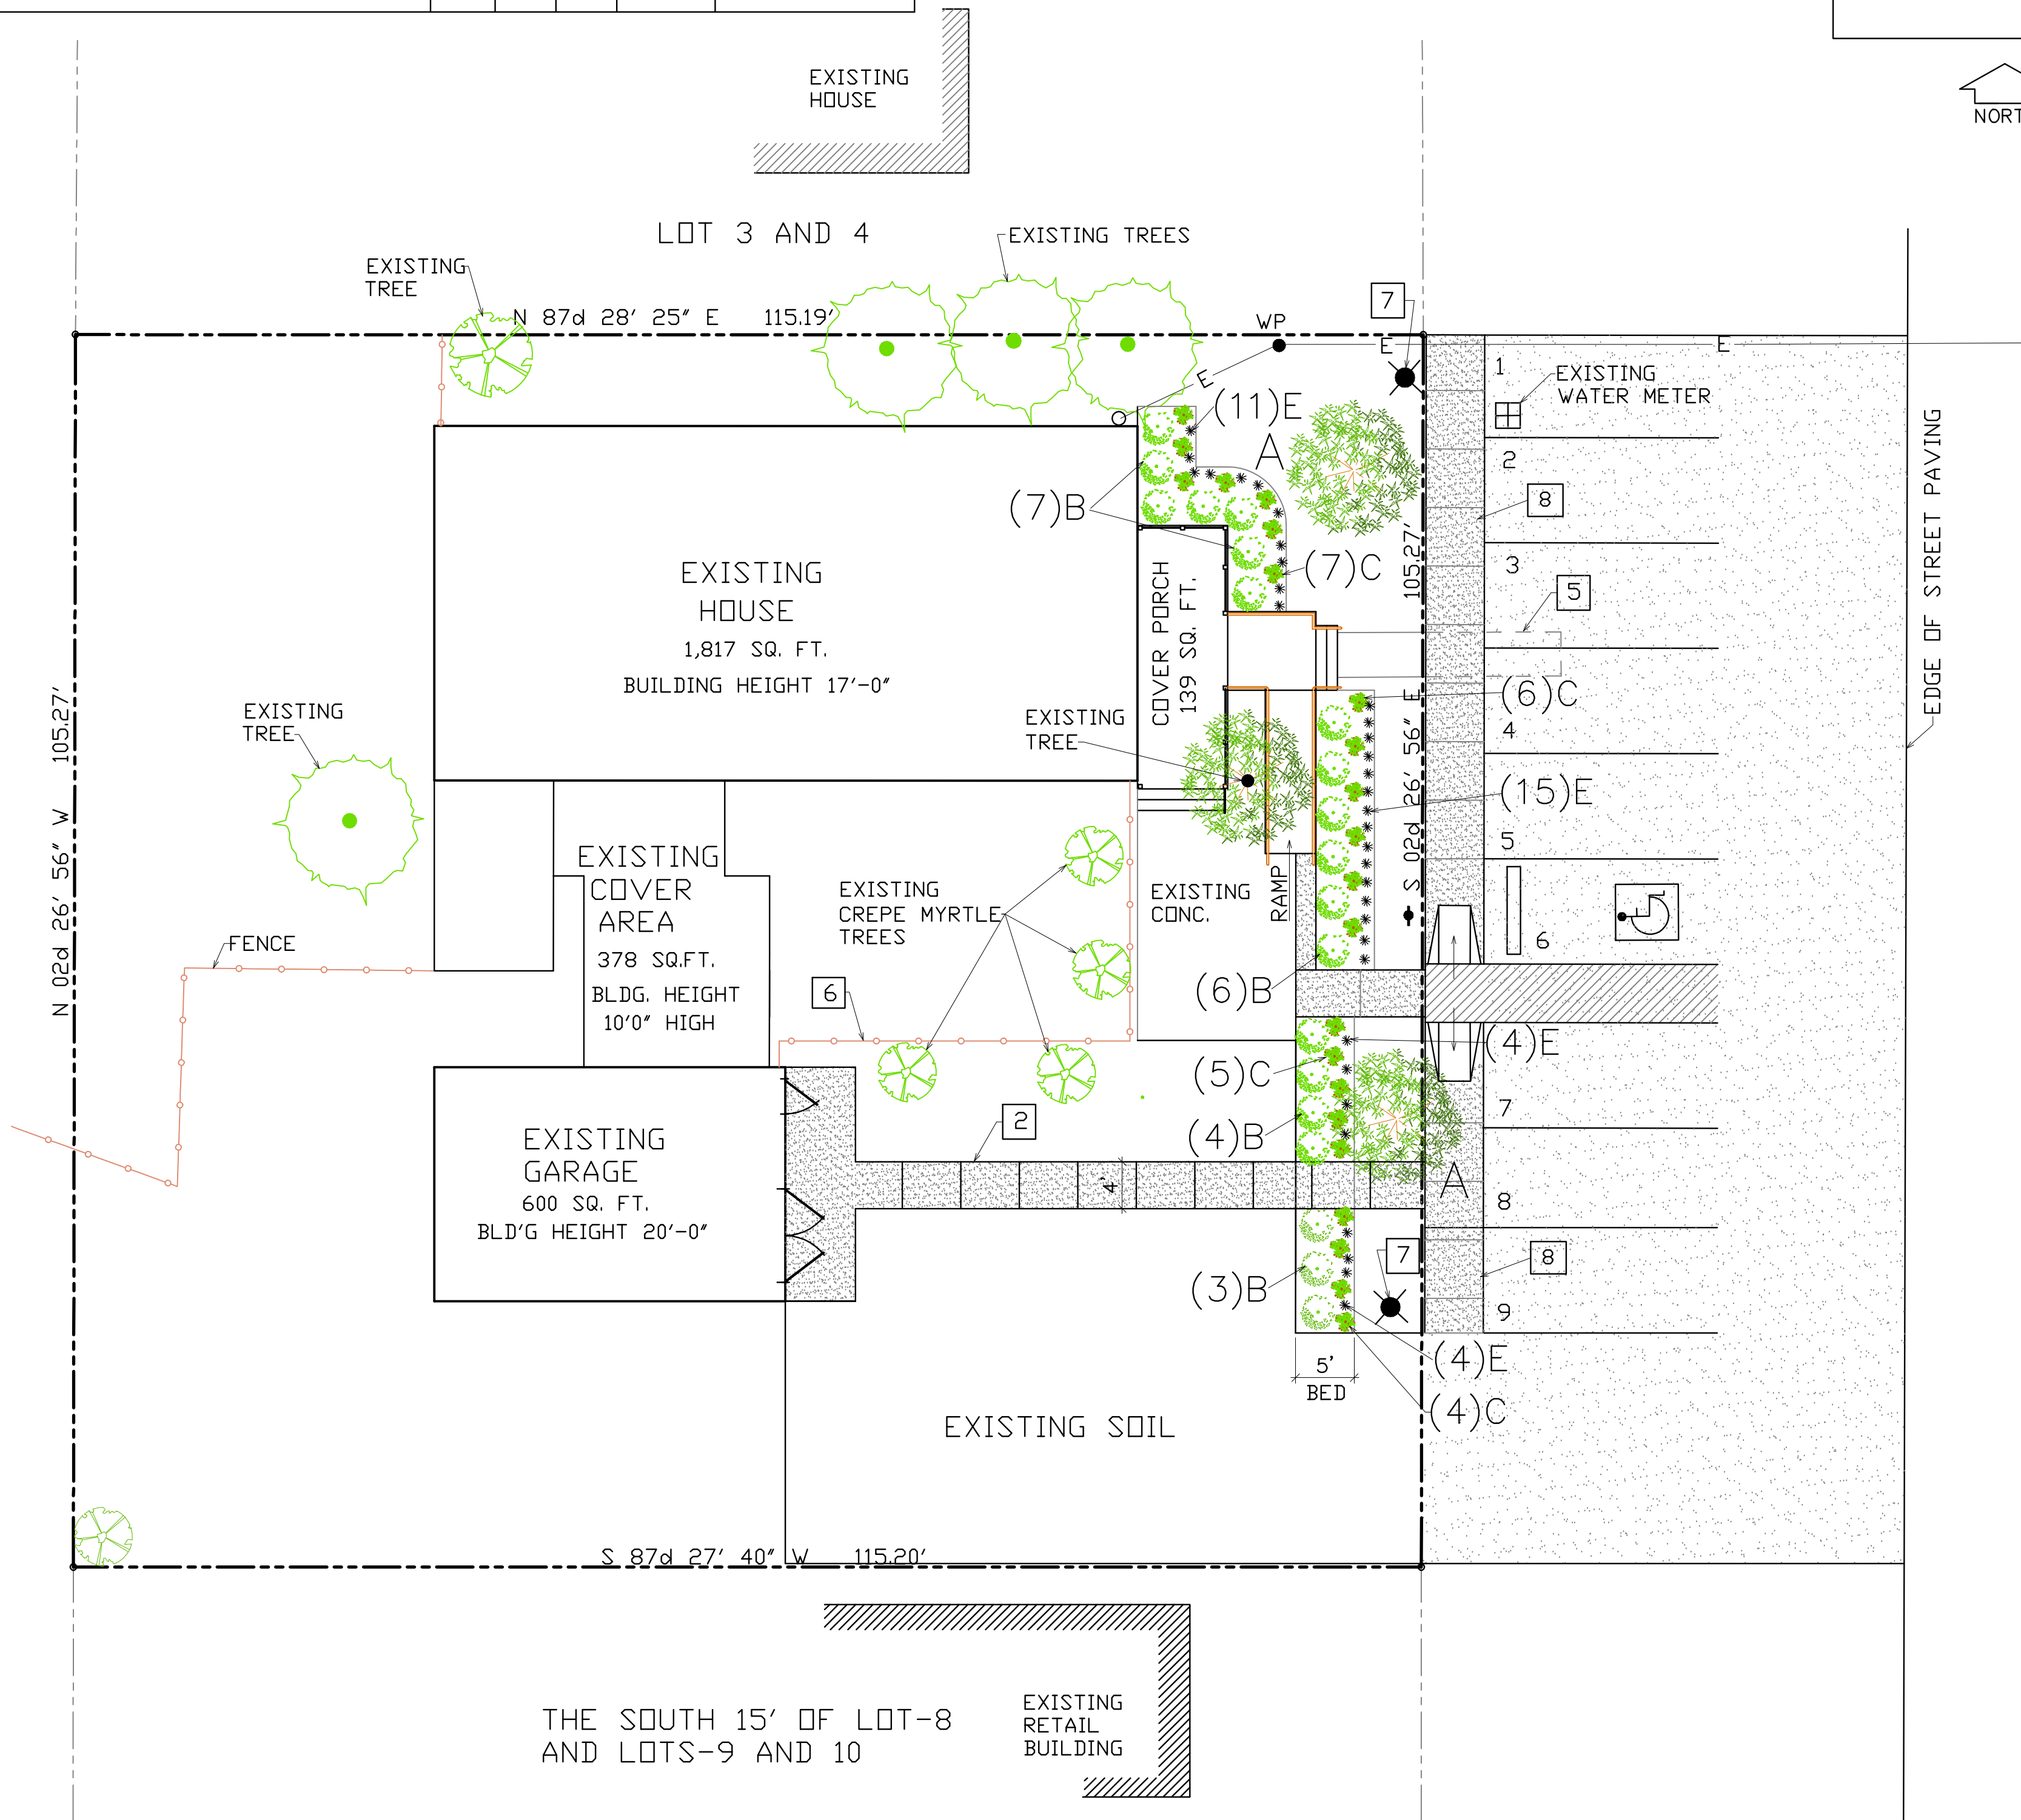 EXISTING
HOUSE
NORT
LOT 3 AND 4
EXISTING TREES
EXISTING
TREE
7
N 87d 28' 25" E 115.19'
WP
E
E
E
1
EXISTING
WATER METER
(11)E
A
2
(7)B
8
EDGE OF STREET PAVING
105.27'
3
(7)C
5
EXISTING
HOUSE
1,817 SQ. FT.
BUILDING HEIGHT 17'-0"
COVER PORCH
139 SQ. FT.
(6)C
N 02d 26' 56" W 105.27'
S 02d 26' 56" E
EXISTING
TREE
EXISTING
TREE
4
(15)E
5
EXISTING
COVER
AREA
378 SQ.FT.
BLDG. HEIGHT
10'0" HIGH
EXISTING
CREPE MYRTLE
TREES
EXISTING
CONC.
RAMP
6
FENCE
6
(6)B
(4)E
(5)C
7
2
(4)B
EXISTING
GARAGE
600 SQ. FT.
BLD'G HEIGHT 20'-0"
4'
A
8
7
8
(3)B
9
(4)E
5'
BED
(4)C
EXISTING SOIL
S 87d 27' 40" W 115.20'
THE SOUTH 15' OF LOT-8
AND LOTS-9 AND 10
EXISTING
RETAIL
BUILDING